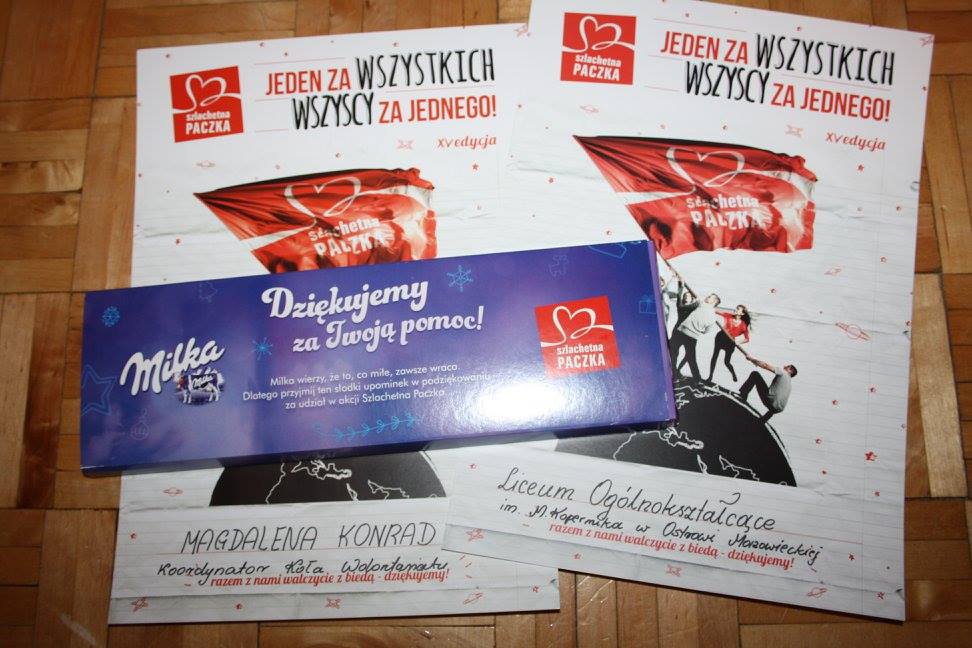 szlachetna
PACZKA
JEDEN ZA WSZYSTKICH
WSZYSCY ZA JEDNEGO!
XV edycja
szlachetna
PACZKA
MAGDALENA KONRAD
Koordynator Koła Wolontariatu
razem z nami walczycie z biedą - dziękujemy!
szlachetna
PACZKA
JEDEN ZA WSZYSTKICH
WSZYSCY ZA JEDNEGO!
XV edycja
szlachetna
PACZKA
Liceum Ogólnokształcące
im. M. Kopernika w Ostrowi Mazowieckiej
razem z nami walczycie z biedą - dziękujemy!
Milka
Milka
Dziękujemy
za Twoją pomoc!
Milka wierzy, że to, co miłe, zawsze wraca.
Dlatego przyjmij ten słodki upominek w podziękowaniu
za udział w akcji Szlachetna Paczka
szlachetna
PACZKA